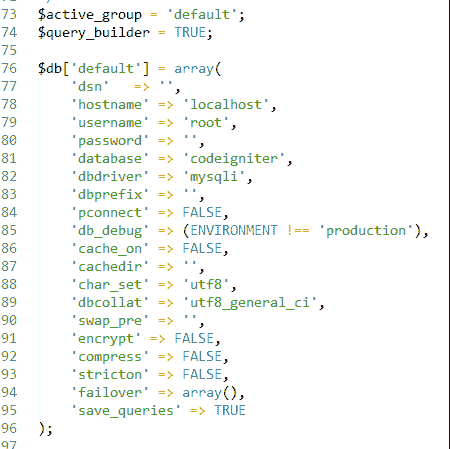 73 $active_group = 'default';
74 $query_builder = TRUE;
75
76 $db['default'] = array(
77     'dsn'   => '',
78     'hostname' => 'localhost',
79     'username' => 'root',
80     'password' => '',
81     'database' => 'codeigniter',
82     'dbdriver' => 'mysqli',
83     'dbprefix' => '',
84     'pconnect' => FALSE,
85     'db_debug' => (ENVIRONMENT !== 'production'),
86     'cache_on' => FALSE,
87     'cachedir' => '',
88     'char_set' => 'utf8',
89     'dbcollat' => 'utf8_general_ci',
90     'swap_pre' => '',
91     'encrypt' => FALSE,
92     'compress' => FALSE,
93     'stricton' => FALSE,
94     'failover' => array(),
95     'save_queries' => TRUE
96 );
97